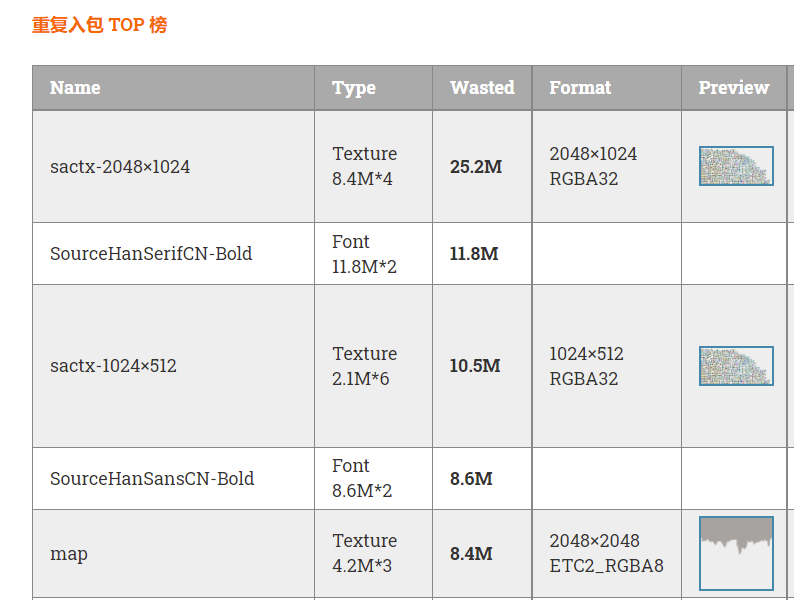 重复入包 TOP 榜
Name Type Wasted Format Preview
sactx-2048×1024 Texture 8.4M*4 25.2M 2048×1024 RGBA32
SourceHanSerifCN-Bold Font 11.8M*2 11.8M
sactx-1024×512 Texture 2.1M*6 10.5M 1024×512 RGBA32
SourceHanSansCN-Bold Font 8.6M*2 8.6M
map Texture 4.2M*3 8.4M 2048×2048 ETC2_RGBA8